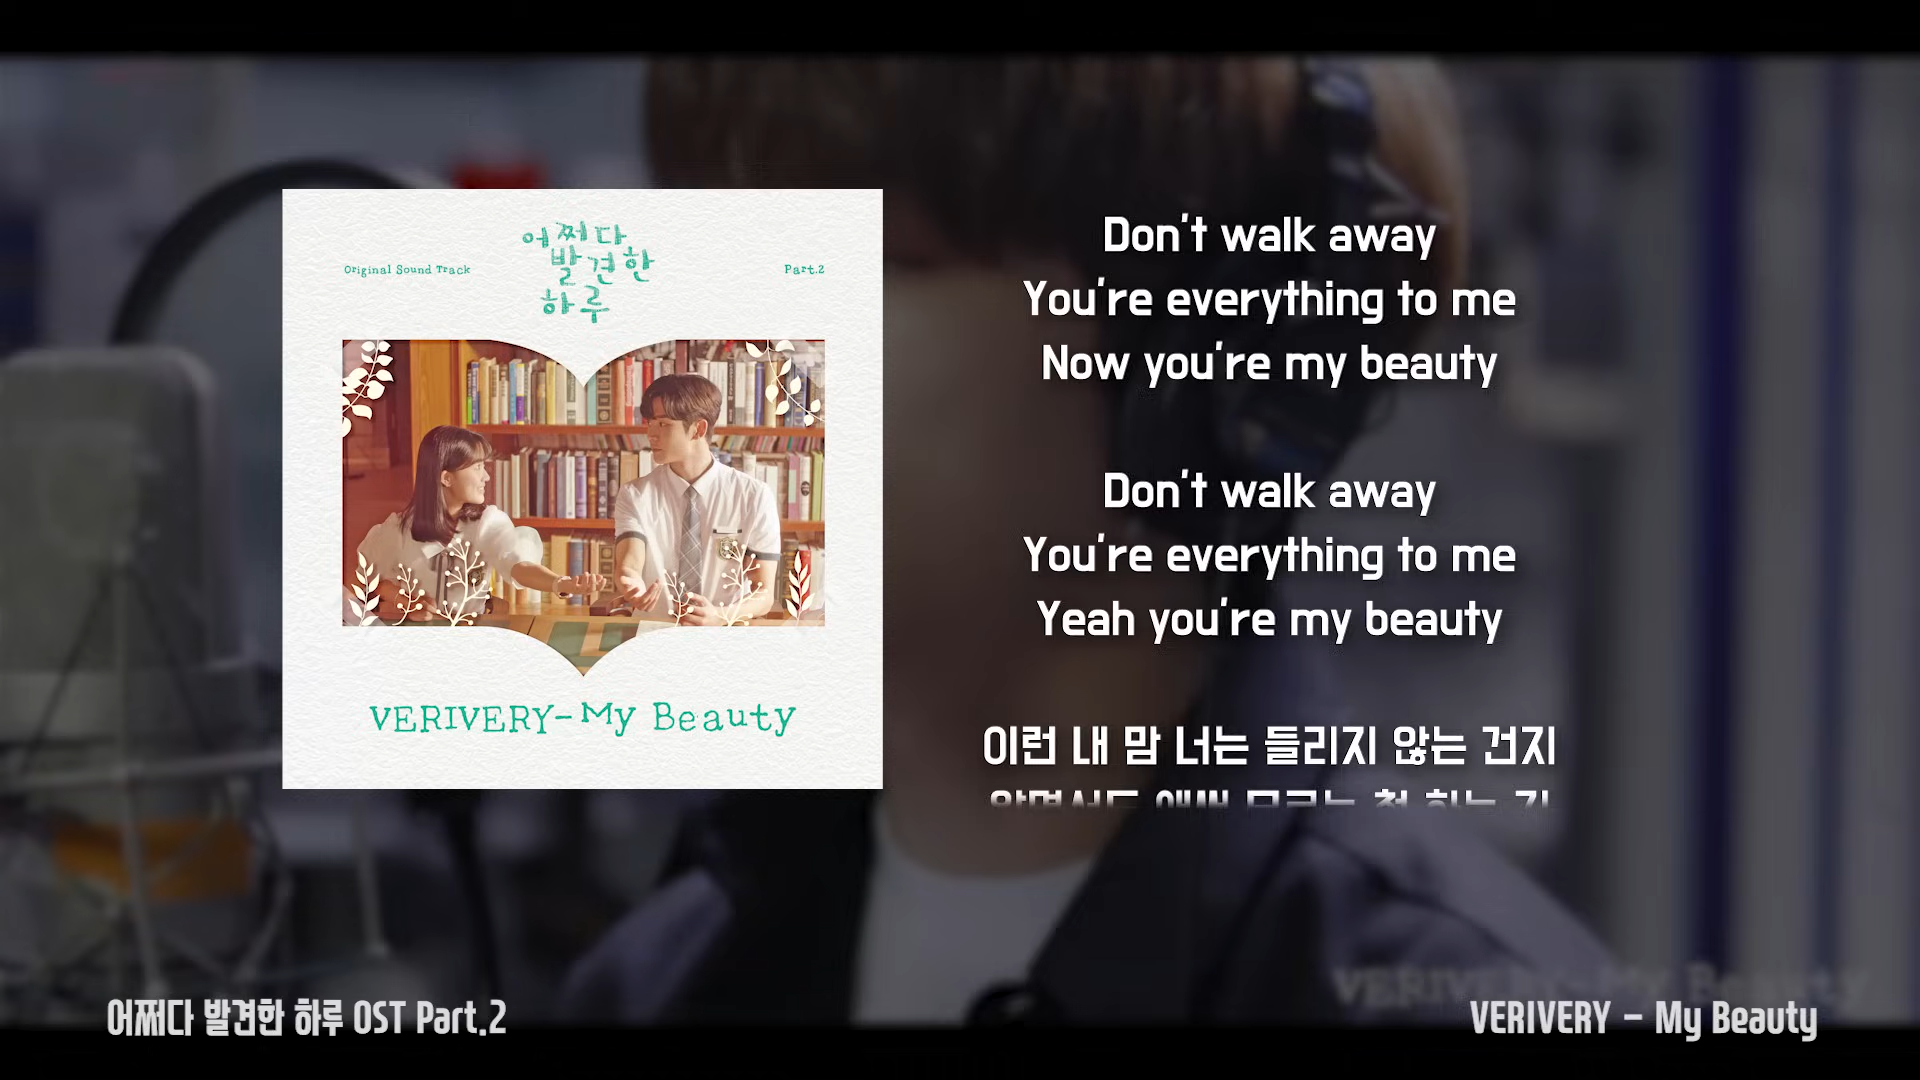 어쩌다
발견한
하루
Original Sound Track
Part.2
VERIVERY-My Beauty
Don't walk away
You're everything to me
Now you're my beauty
Don't walk away
You're everything to me
Yeah you're my beauty
이런 내 맘 너는 들리지 않는 건지
VERIVERY-My Beauty
어쩌다 발견한 하루 OST Part.2
VERIVERY - My Beauty